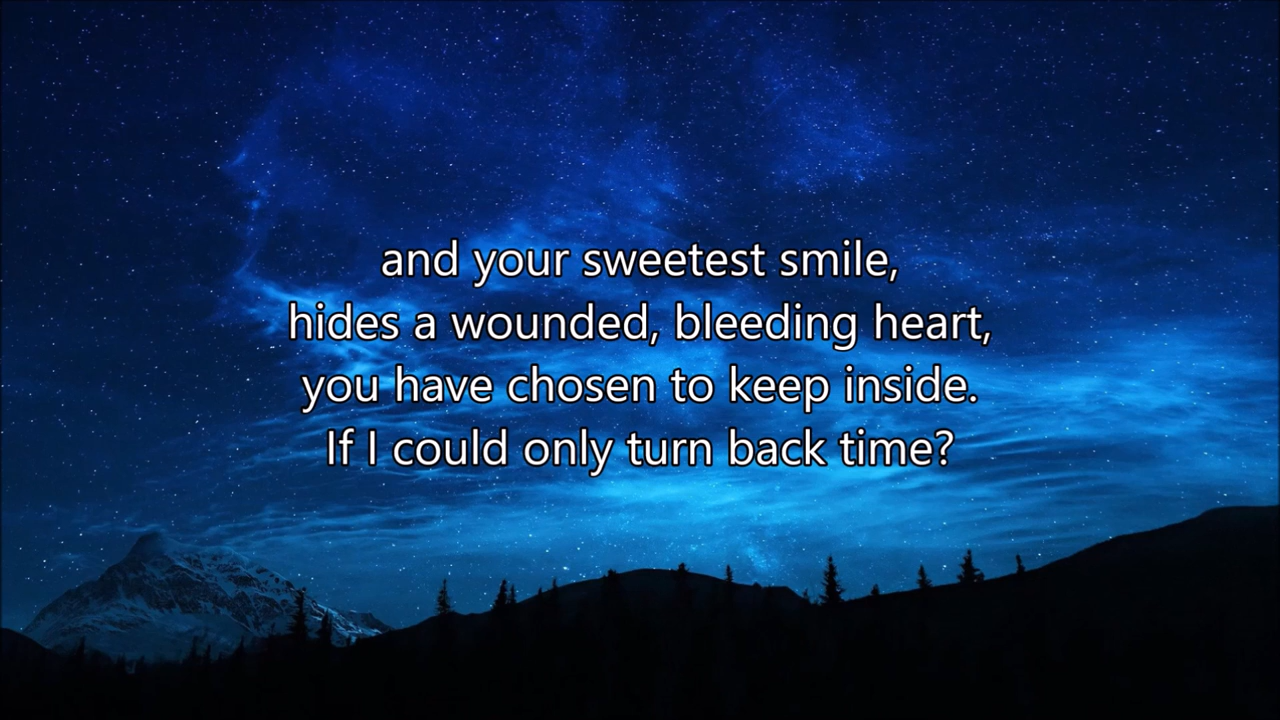 and your sweetest smile,
hides a wounded, bleeding heart,
you have chosen to keep inside.
If I could only turn back time?